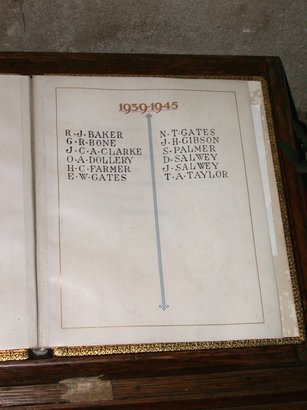 1939-1945
R·J·BAKER
G·R·BONE
J·C·A·CLARKE
O·A·DOLLERY
H·C·FARMER
E·W·GATES
N·T·GATES
J·H·GIBSON
S·PALMER
D·SALWEY
J·SALWEY
T·A·TAYLOR